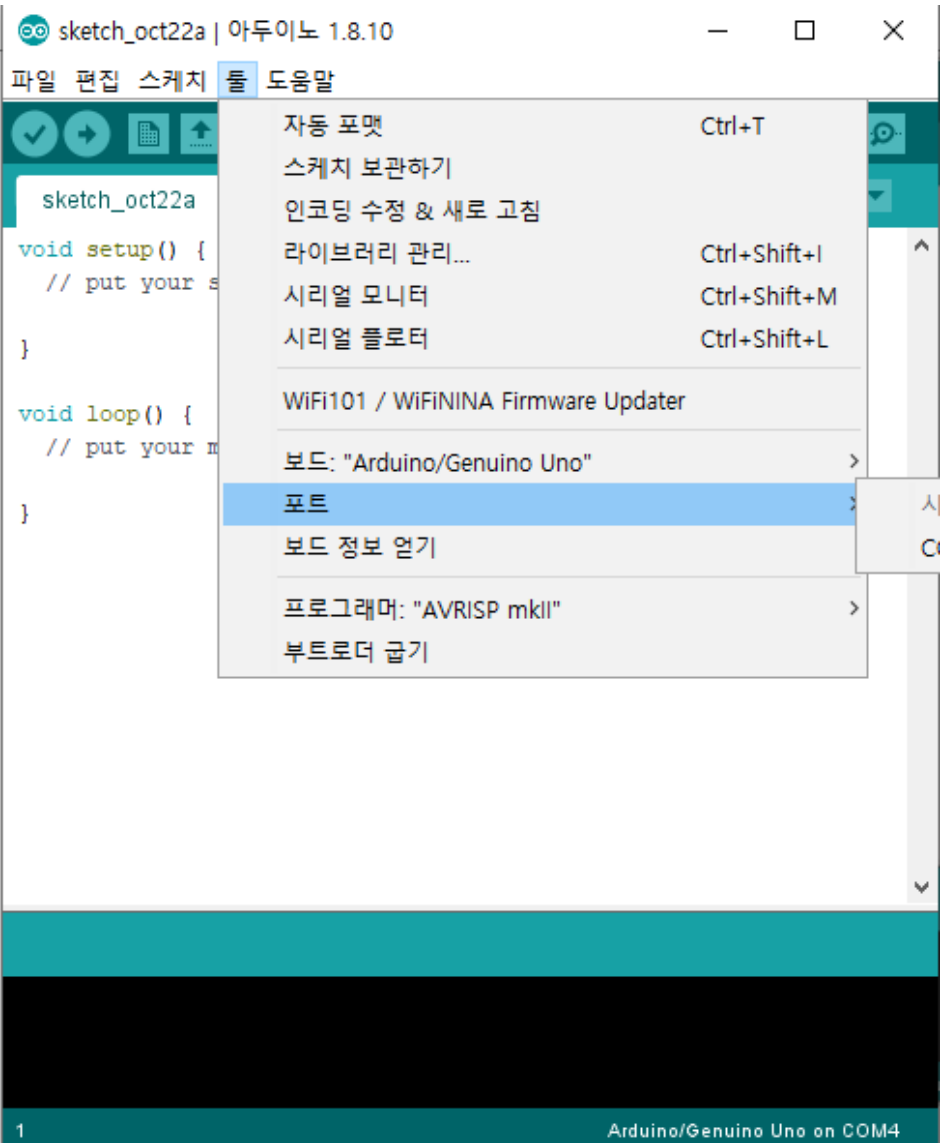 sketch_oct22a | 아두이노 1.8.10
파일 편집 스케치 툴 도움말
sketch_oct22a
void setup() {
// put your s
}
void loop() {
// put your m
}
자동 포맷 Ctrl+T
스케치 보관하기
인코딩 수정 & 새로 고침
라이브러리 관리... Ctrl+Shift+I
시리얼 모니터 Ctrl+Shift+M
시리얼 플로터 Ctrl+Shift+L
WiFi101 / WiFiNINA Firmware Updater
보드: "Arduino/Genuino Uno"
포트
보드 정보 얻기
프로그래머: "AVRISP mkII"
부트로더 굽기
시
1 Arduino/Genuino Uno on COM4